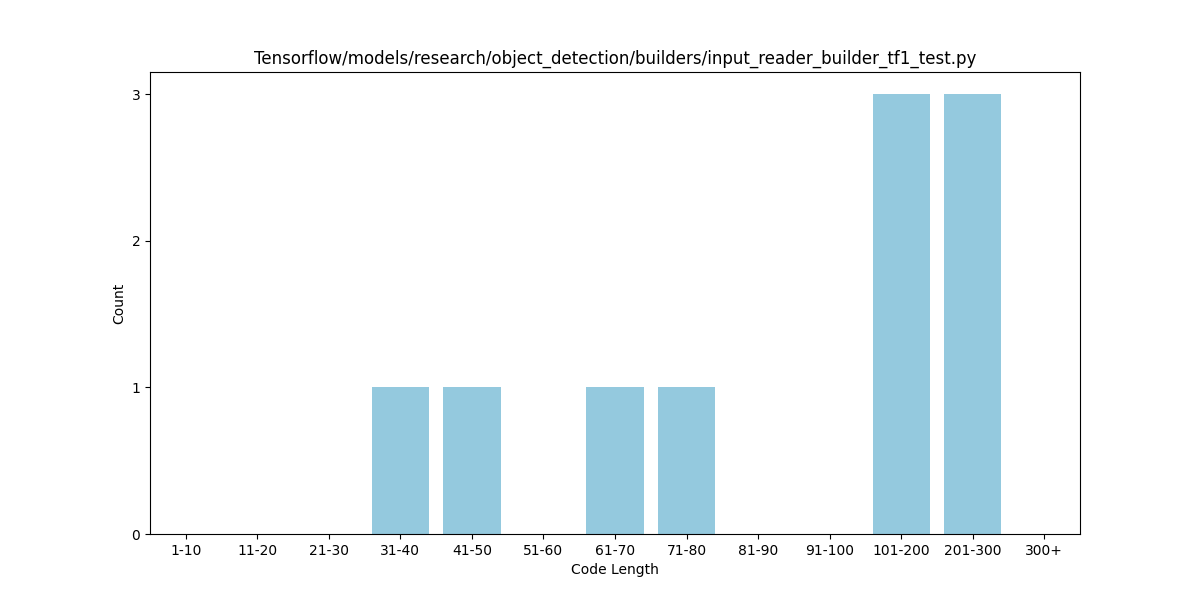 Tensorflow/models/research/object_detection/builders/input_reader_builder_tf1_test.py
3
2
1
0
Count
1-10 11-20 21-30 31-40 41-50 51-60 61-70 71-80 81-90 91-100 101-200 201-300 300+
Code Length